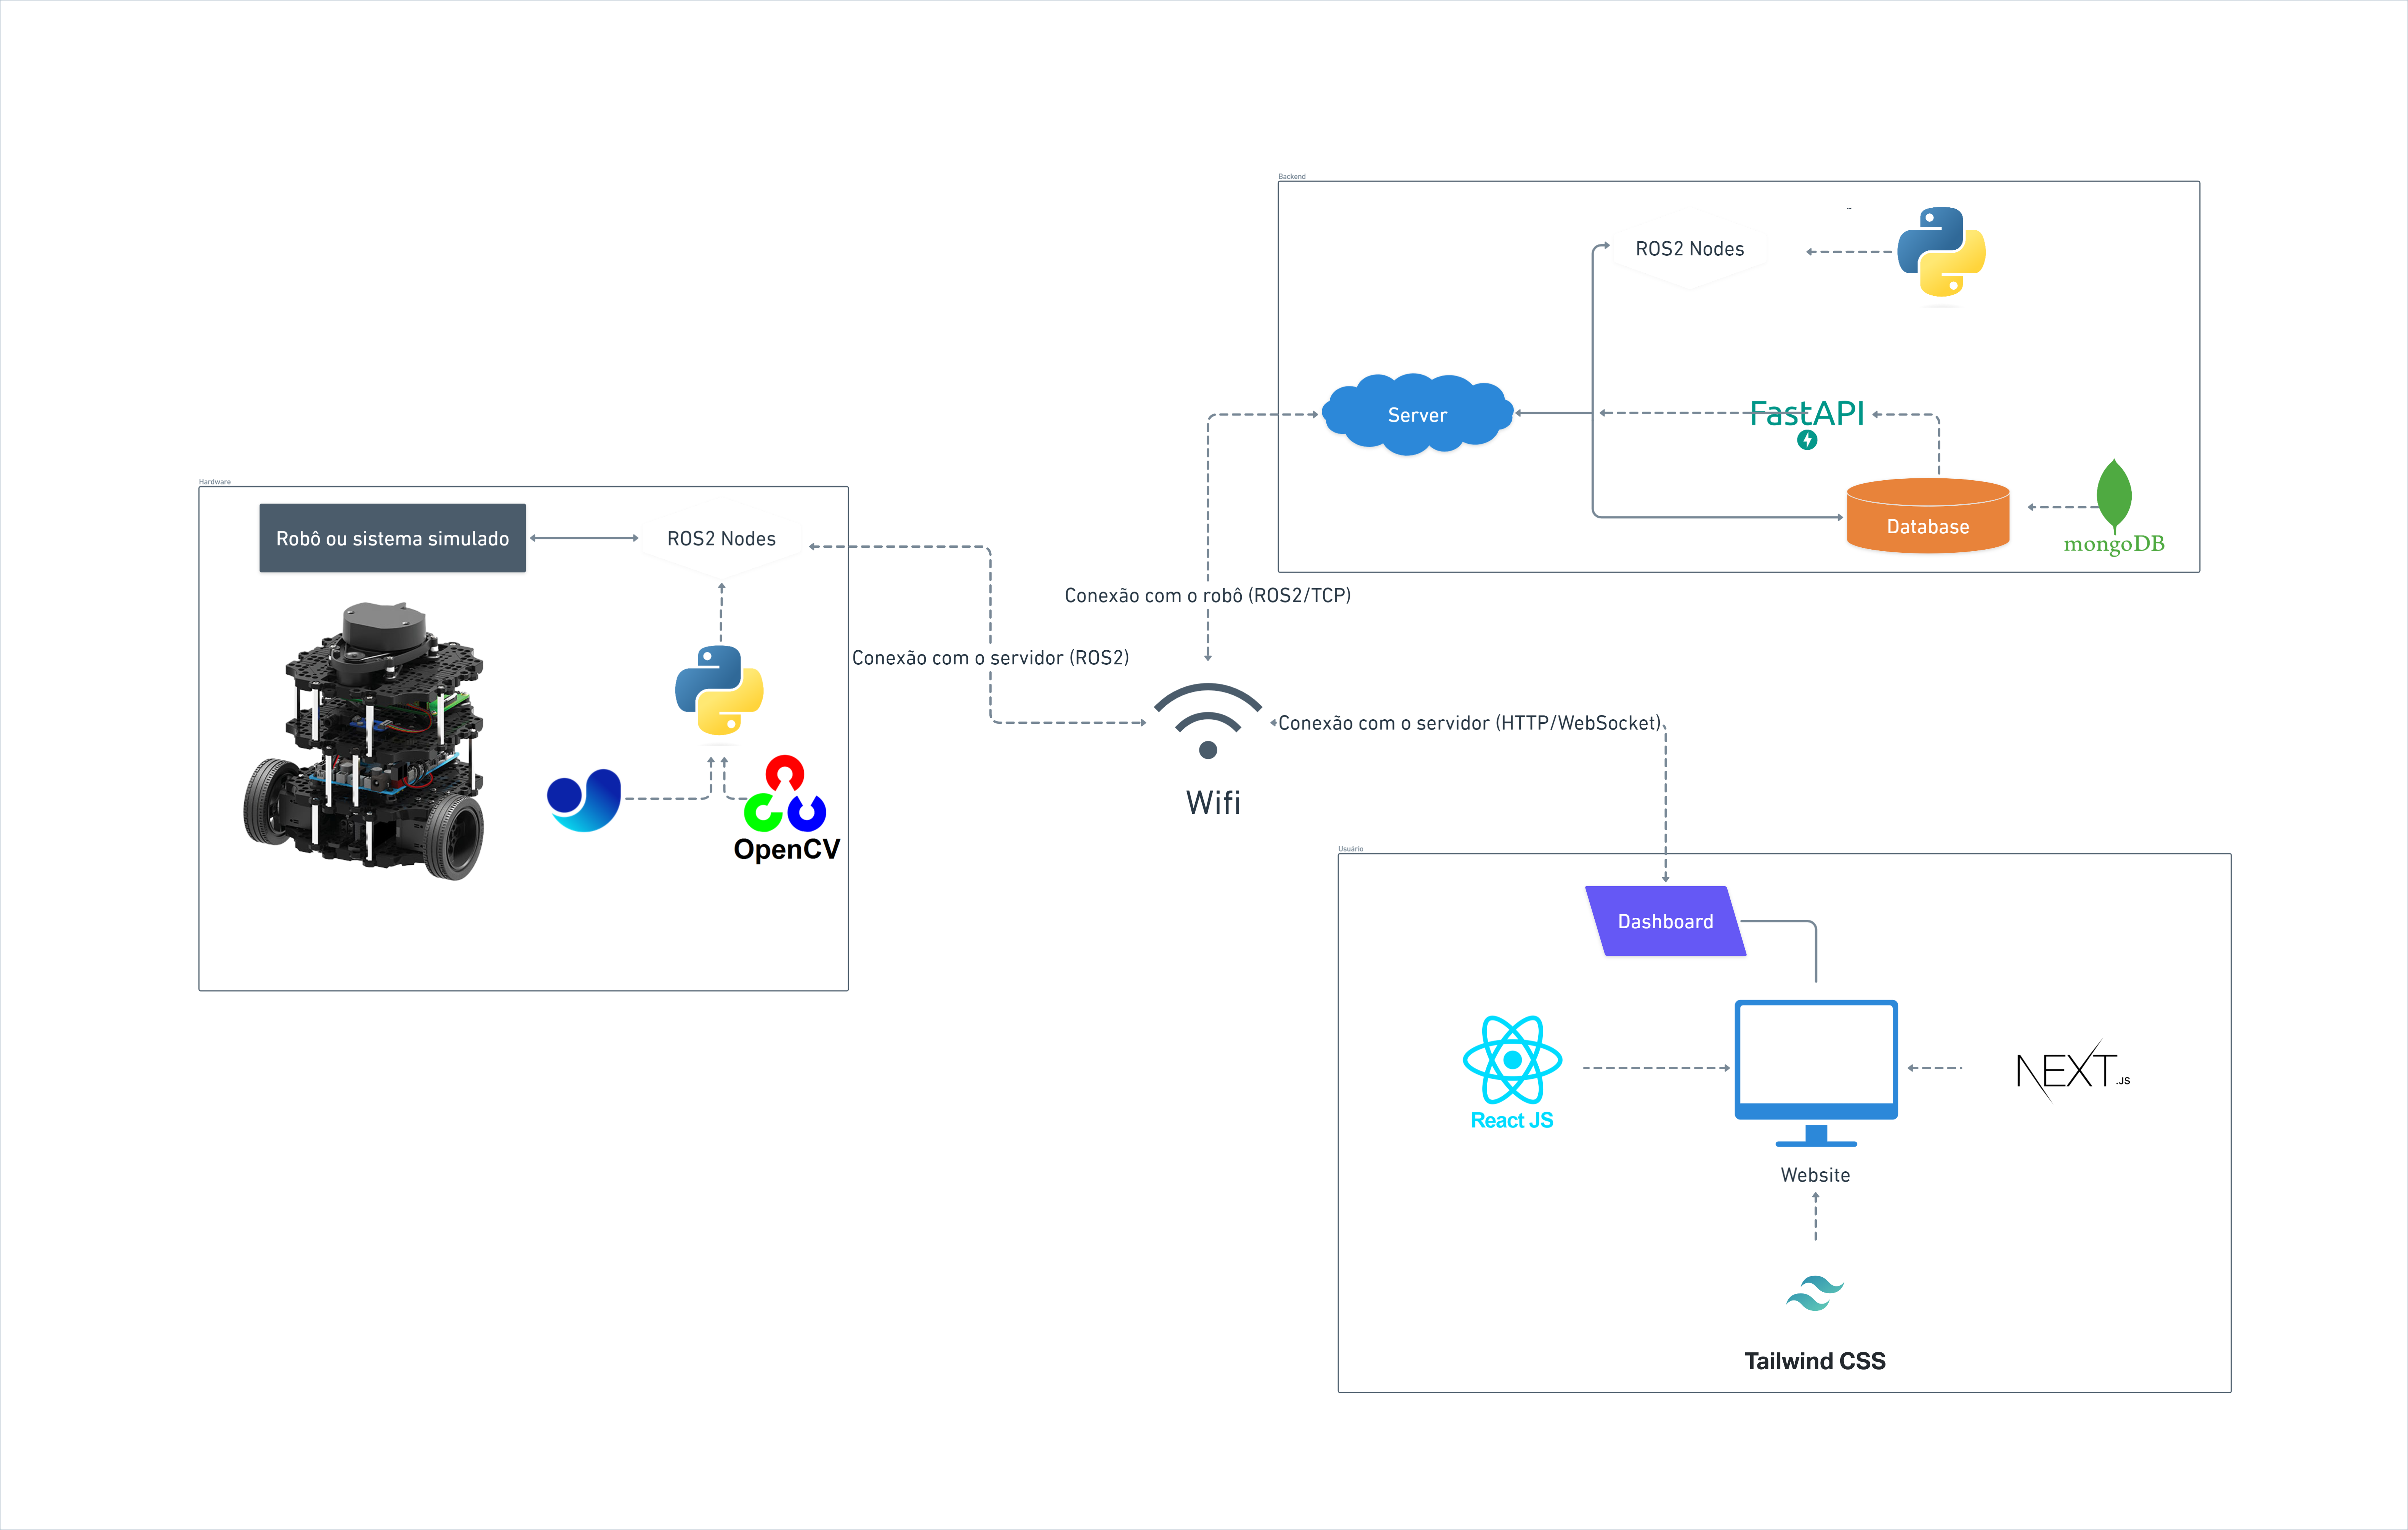 Backend
~
ROS2 Nodes
Server
FastAPI
Database
mongoDB
Hardware
Robô ou sistema simulado
ROS2 Nodes
OpenCV
Conexão com o robô (ROS2/TCP)
Conexão com o servidor (ROS2)
Conexão com o servidor (HTTP/WebSocket)
Wifi
Usuário
Dashboard
React JS
NEXT.JS
Website
Tailwind CSS